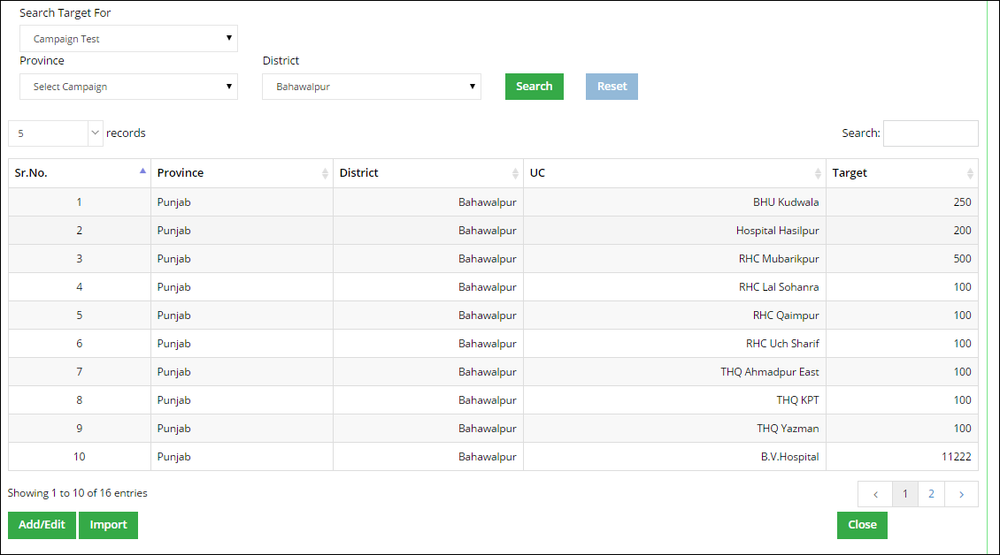 Search Target For
Campaign Test
Province District
Select Campaign Bahawalpur Search Reset
5 records Search:
Sr.No. Province District UC Target
1 Punjab Bahawalpur BHU Kudwala 250
2 Punjab Bahawalpur Hospital Hasilpur 200
3 Punjab Bahawalpur RHC Mubarikpur 500
4 Punjab Bahawalpur RHC Lal Sohanra 100
5 Punjab Bahawalpur RHC Qaimpur 100
6 Punjab Bahawalpur RHC Uch Sharif 100
7 Punjab Bahawalpur THQ Ahmadpur East 100
8 Punjab Bahawalpur THQ KPT 100
9 Punjab Bahawalpur THQ Yazman 100
10 Punjab Bahawalpur B.V.Hospital 11222
Showing 1 to 10 of 16 entries < 1 2 >
Add/Edit Import Close